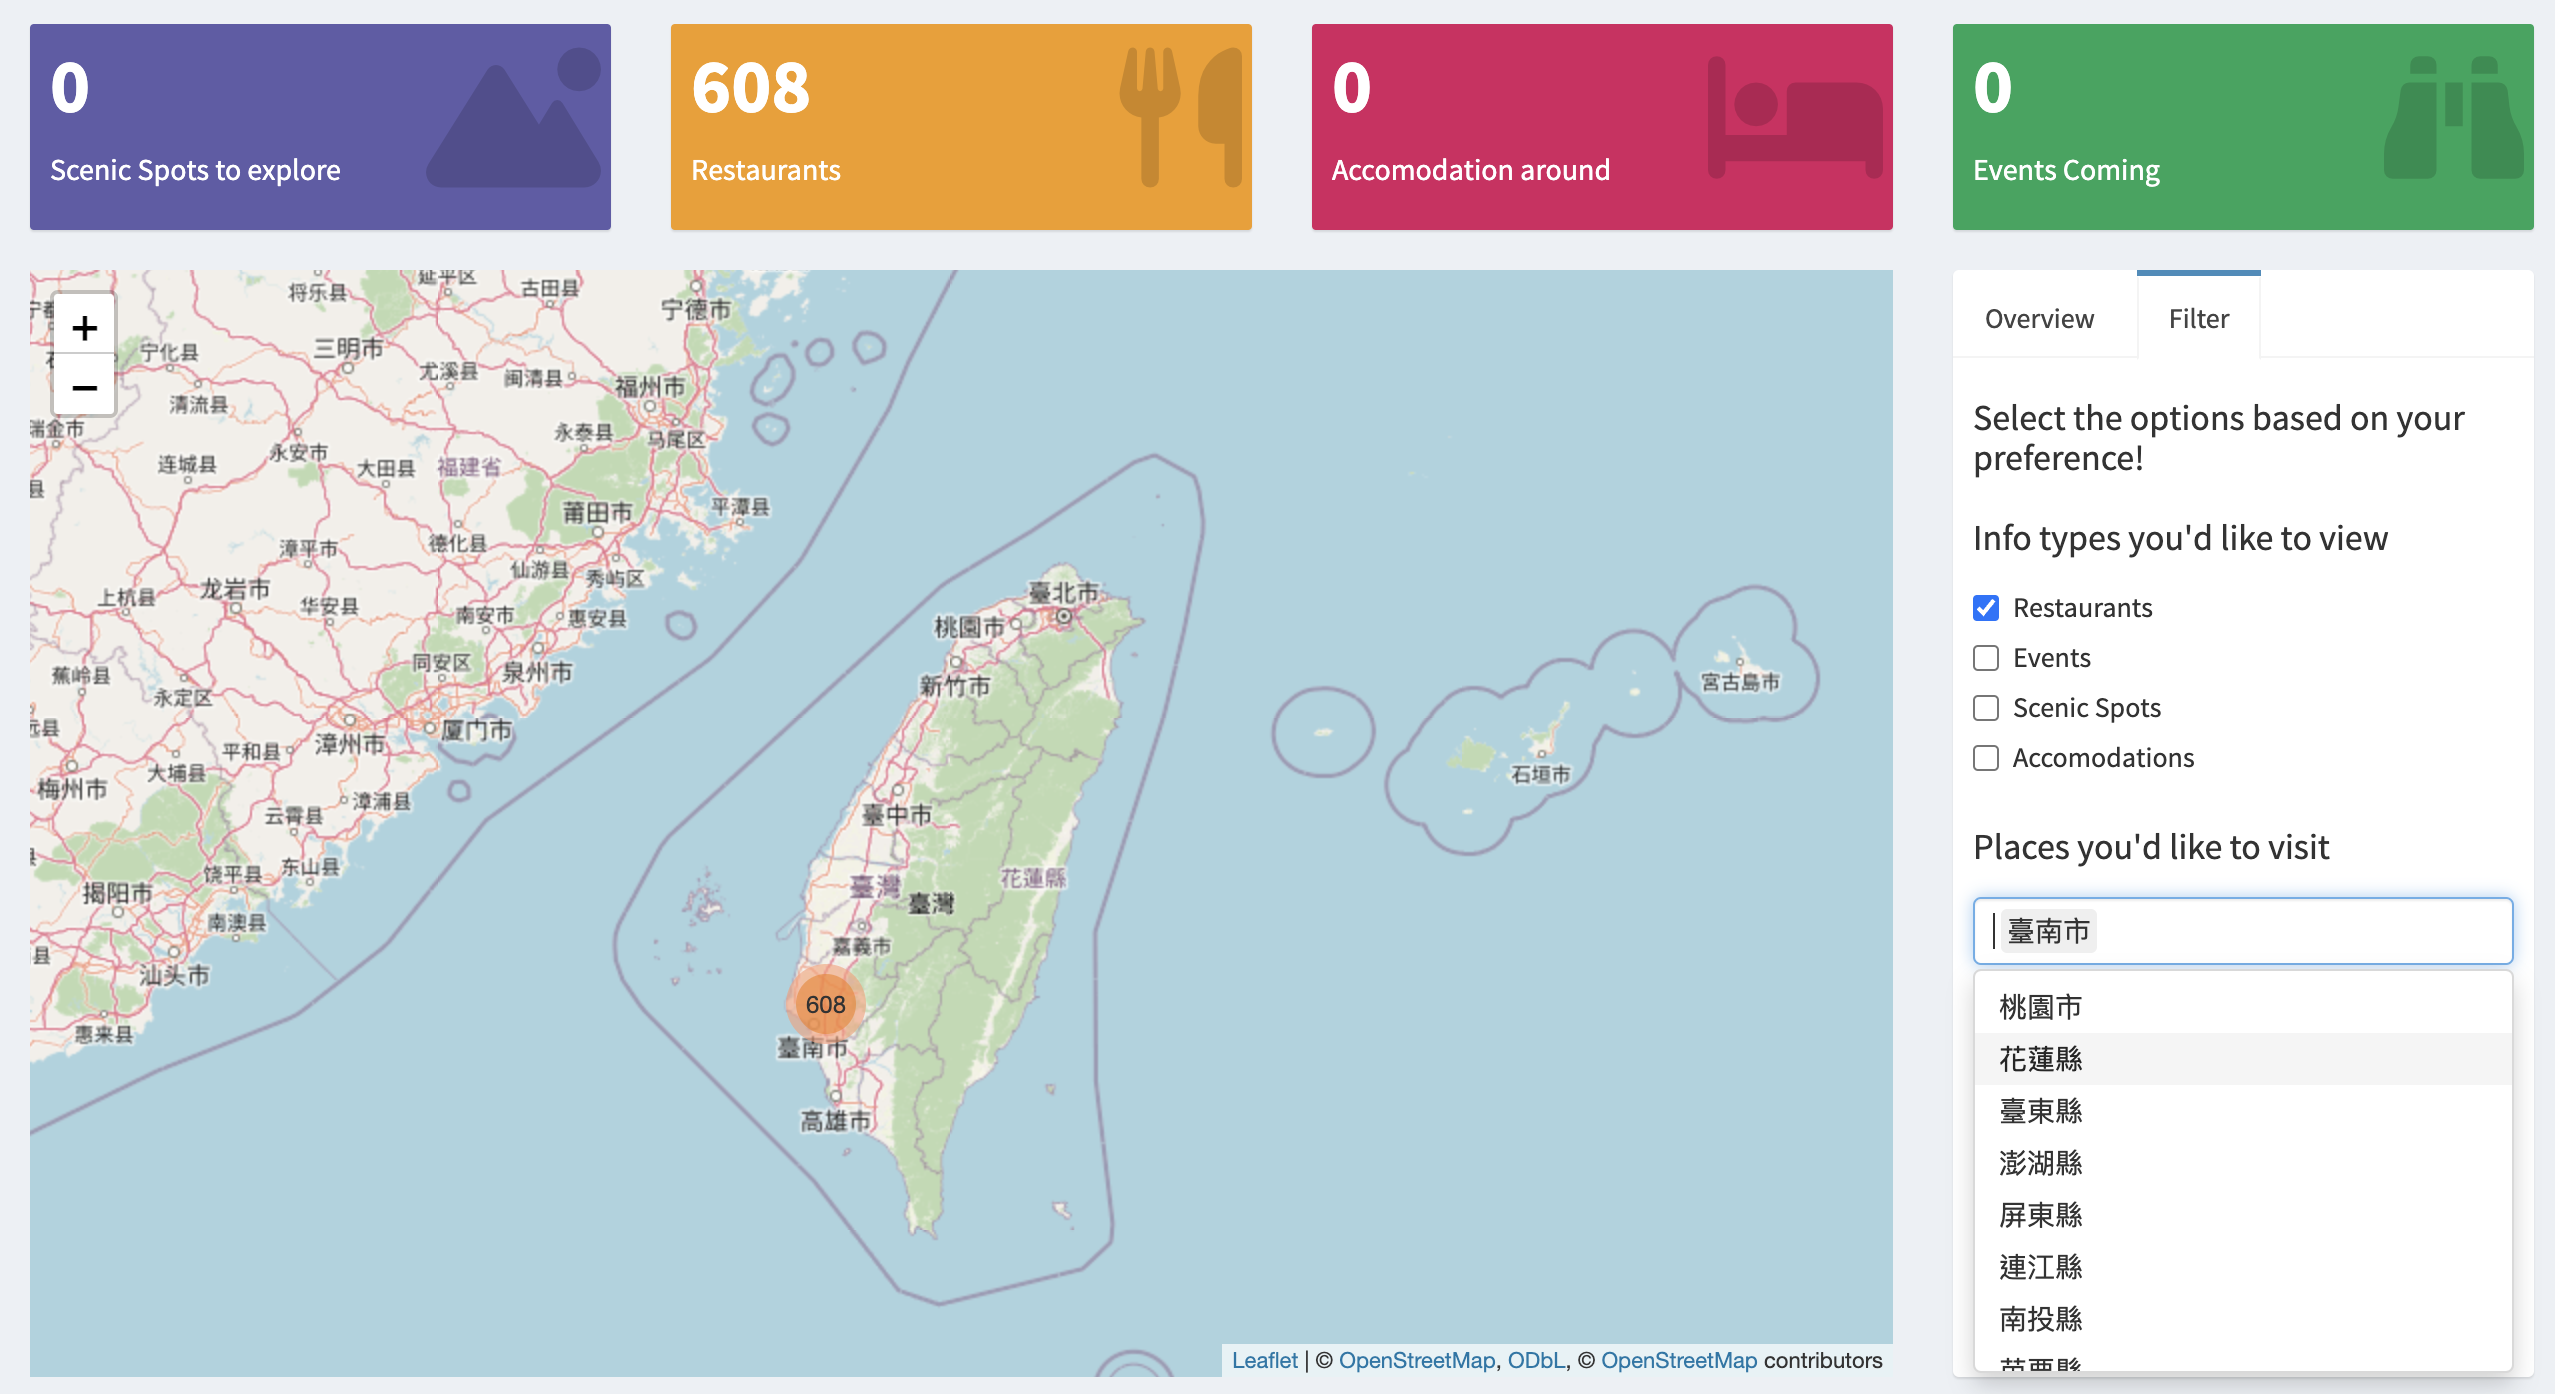 0
Scenic Spots to explore
608
Restaurants
0
Accomodation around
0
Events Coming
+
−
将乐县
延平区
古田县
宁德市
宁化县
三明市
尤溪县
闽清县
福州市
清流县
瑞金市
永泰县
马尾区
连城县
永安市
大田县
福建省
县
莆田市
平潭县
漳平市
德化县
仙游县
秀屿区
上杭县
龙岩市
华安县
南安市
惠安县
臺北市
桃園市
蕉岭县
永定区
同安区
泉州市
新竹市
宮古島市
厦门市
平和县
漳州市
大埔县
石垣市
梅州市
漳浦县
云霄县
臺中市
饶平县
东山县
揭阳市
臺灣
臺灣
花蓮縣
南澳县
嘉義市
县
汕头市
608
惠来县
臺南市
高雄市
Leaflet | © OpenStreetMap, ODbL, © OpenStreetMap contributors
Overview
Filter
Select the options based on your
preference!
Info types you'd like to view
Restaurants
Events
Scenic Spots
Accomodations
Places you'd like to visit
臺南市
桃園市
花蓮縣
臺東縣
澎湖縣
屏東縣
連江縣
南投縣